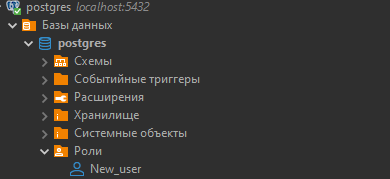 postgres localhost:5432
Базы данных
postgres
Схемы
Событийные триггеры
Расширения
Хранилище
Системные объекты
Роли
New_user